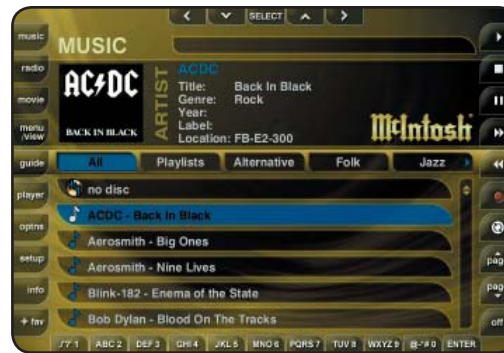 SELECT
music
MUSIC
radio
movie
menu /view
guide
player
optns
setup
info
+ fav
AC/DC
BACK IN BLACK
ARTIST
ACDC
Title: Back In Black
Genre: Rock
Year:
Label:
Location: FB-E2-300
McIntosh
All Playlists Alternative Folk Jazz
no disc
ACDC - Back In Black
Aerosmith - Big Ones
Aerosmith - Nine Lives
Blink-182 - Enema of the State
Bob Dylan - Blood On The Tracks
pag
pag
off
ABC 2 DEF 3 GHI 4 JKL 5 MNO 6 PQRS 7 TUV 8 WXYZ 9 @-'# 0 ENTER